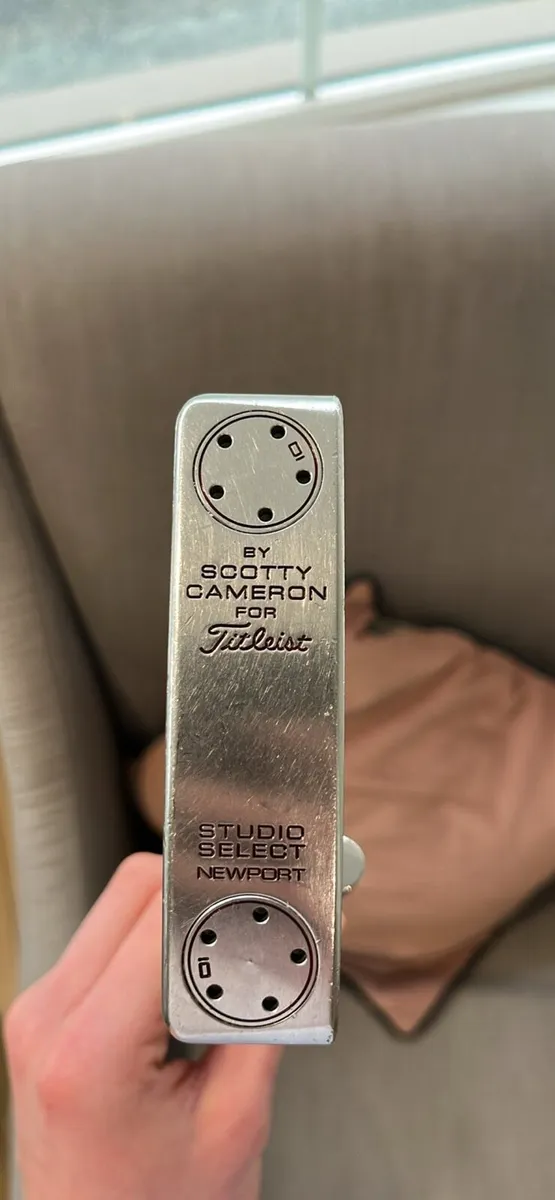 10
BY
SCOTTY
CAMERON
FOR
Titleist
STUDIO
SELECT
NEWPORT
10